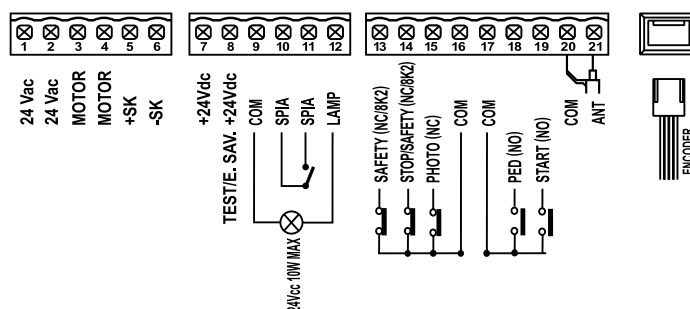 1 2 3 4 5 6
7 8 9 10 11 12
13 14 15 16 17 18 19 20 21
24 Vac
24 Vac
MOTOR
MOTOR
+SK
-SK
+24Vdc
TEST/E. SAV. +24Vdc
COM
SPIA
SPIA
LAMP
24Vcc 10W MAX
SAFETY (NC/8K2)
STOP/SAFETY (NC/8K2)
PHOTO (NC)
COM
COM
PED (NO)
START (NO)
COM
ANT
ENCODER